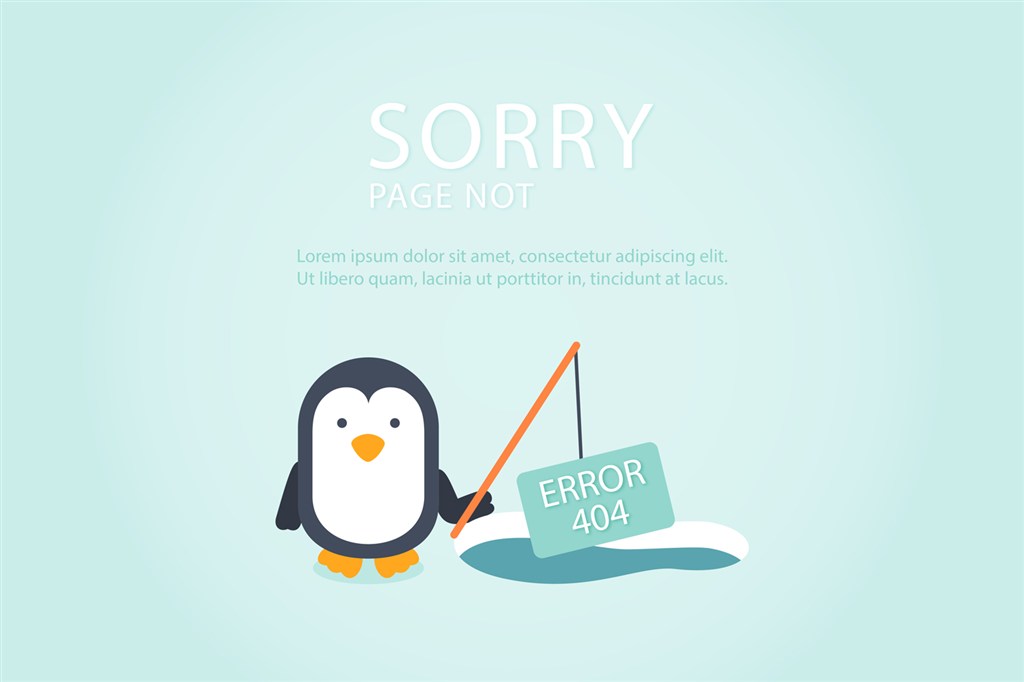 SORRY
PAGE NOT
Lorem ipsum dolor sit amet, consectetur adipiscing elit.
Ut libero quam, lacinia ut porttitor in, tincidunt at lacus.
ERROR
404